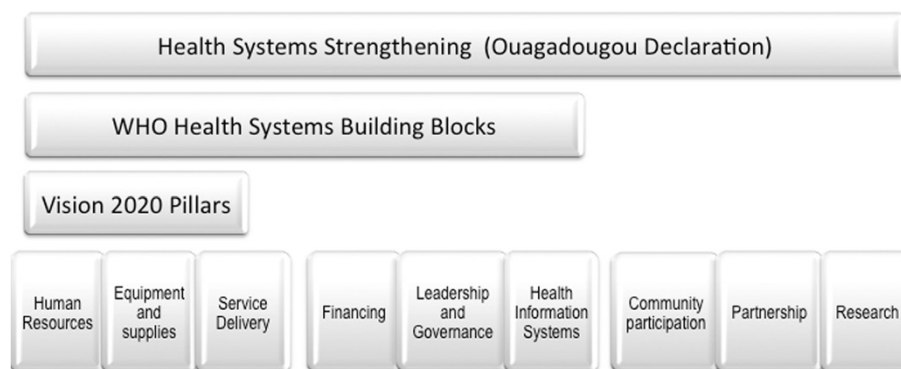 Health Systems Strengthening (Ouagadougou Declaration)
WHO Health Systems Building Blocks
Vision 2020 Pillars
Human
Resources
Equipment
and
supplies
Service
Delivery
Financing
Leadership
and
Governance
Health
Information
Systems
Community
participation
Partnership
Research